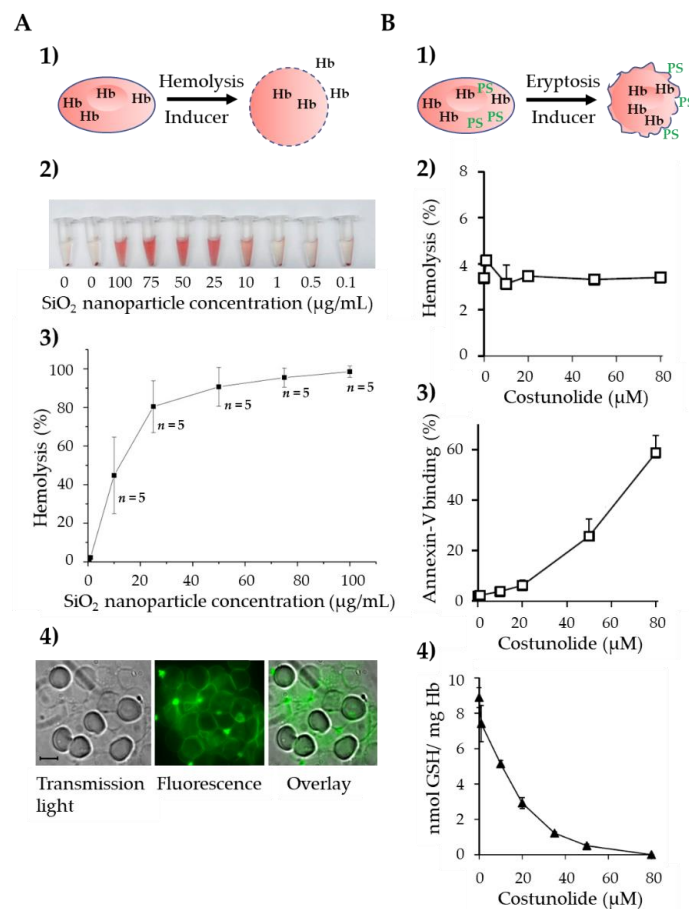 A
1)
Hb
Hb
Hb
Hb
Hemolysis
Inducer
Hb
Hb
Hb
Hb
2)
0 0 100 75 50 25 10 1 0.5 0.1
SiO2 nanoparticle concentration (µg/mL)
3)
Hemolysis (%)
100
80
60
40
20
0
n = 5
n = 5
n = 5
n = 5
n = 5
0 20 40 60 80 100
SiO2 nanoparticle concentration (µg/mL)
4)
Transmission
light
Fluorescence
Overlay
B
1)
Hb
Hb
Hb
Hb
PS
PS
PS
Eryptosis
Inducer
PS
Hb
Hb
Hb
Hb
PS
PS
2)
Hemolysis (%)
8
6
4
2
0
0 20 40 60 80
Costunolide (µM)
3)
Annexin-V binding (%)
60
40
20
0
0 20 40 60 80
Costunolide (µM)
4)
nmol GSH/ mg Hb
10
8
6
4
2
0
0 20 40 60 80
Costunolide (µM)